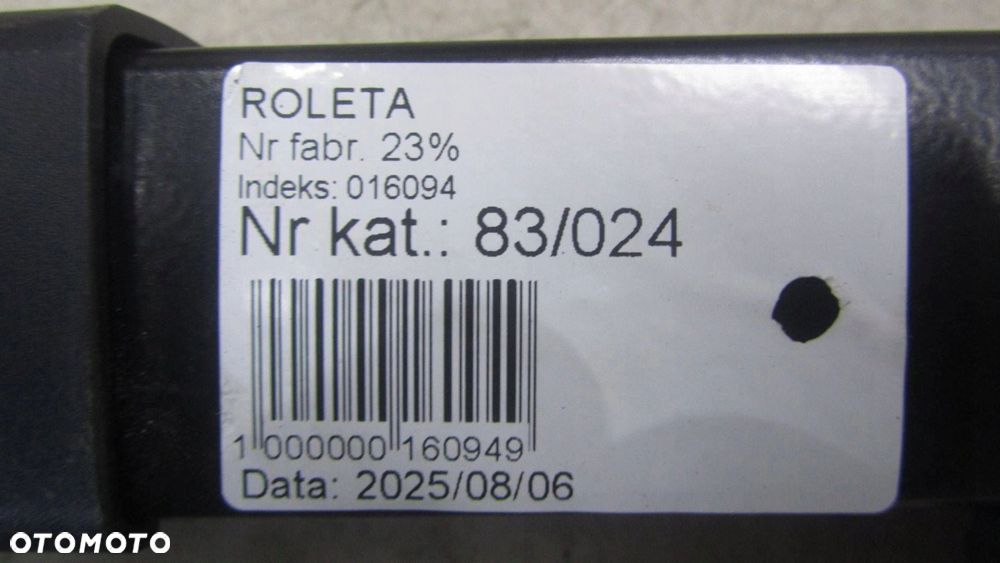 ROLETA
Nr fabr. 23%
Indeks: 016094
Nr kat.: 83/024
1 000000 160949
Data: 2025/08/06
OTOMOTO